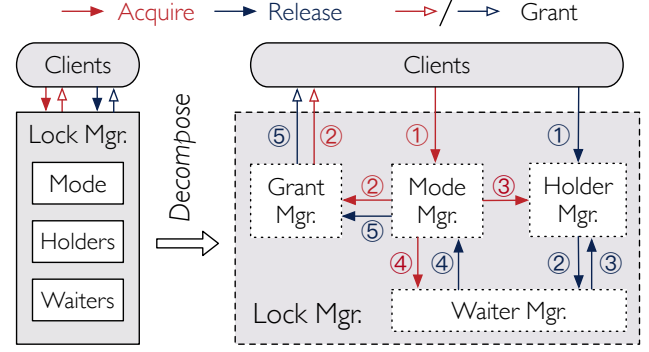 Acquire Release / Grant
Clients
Lock Mgr.
Mode
Holders
Waiters
Decompose
Clients
⑤ ② ① ①
Grant Mgr.
② ⑤
Mode Mgr.
③
Holder Mgr.
④ ④ ② ③
Waiter Mgr.
Lock Mgr.